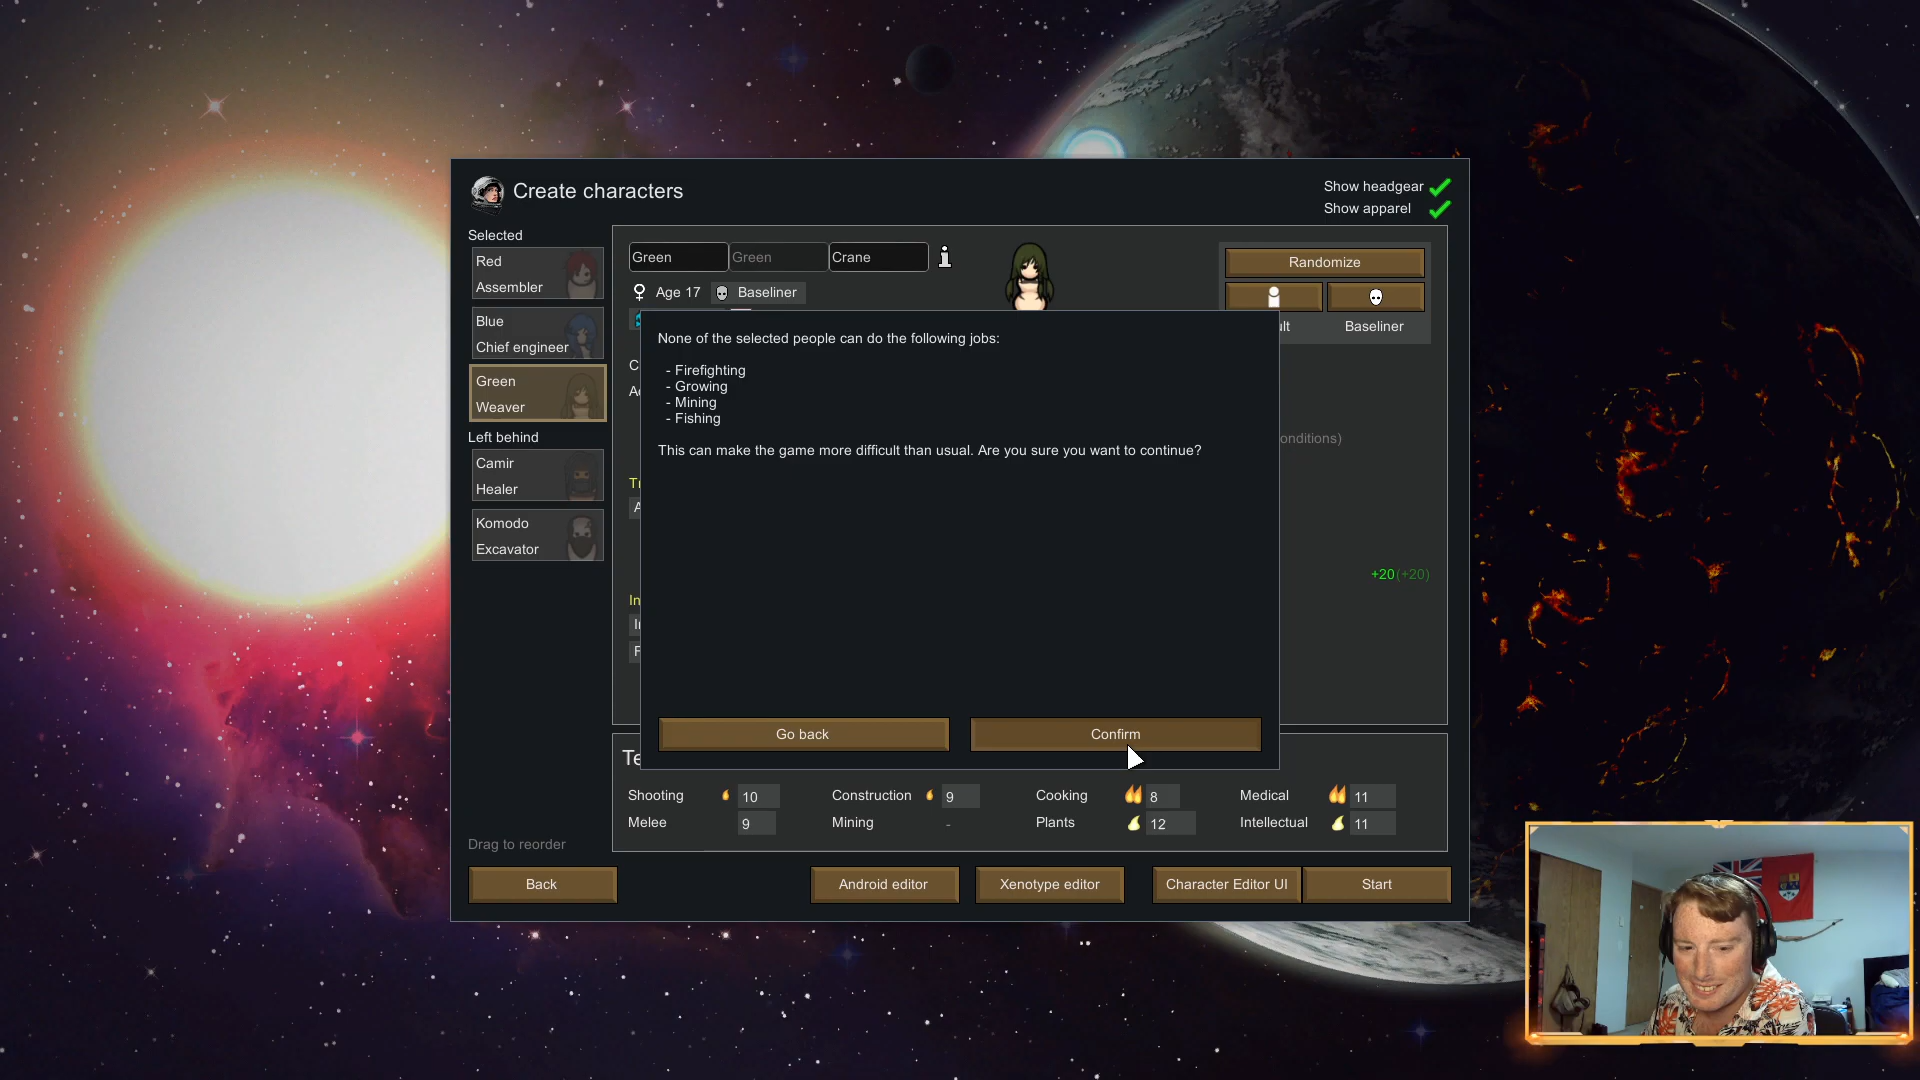 Create characters
Show headgear
Show apparel
Selected
Red
Assembler
Blue
Chief engineer
Green
Weaver
Left behind
Camir
Healer
Komodo
Excavator
Drag to reorder
Green Green Crane
Age 17 Baseliner
Randomize
Baseliner
None of the selected people can do the following jobs:
- Firefighting
- Growing
- Mining
- Fishing
This can make the game more difficult than usual. Are you sure you want to continue?
onditions)
+20(+20)
Go back Confirm
Te
Shooting 10 Construction 9 Cooking 8 Medical 11
Melee 9 Mining - Plants 12 Intellectual 11
Back Android editor Xenotype editor Character Editor UI Start